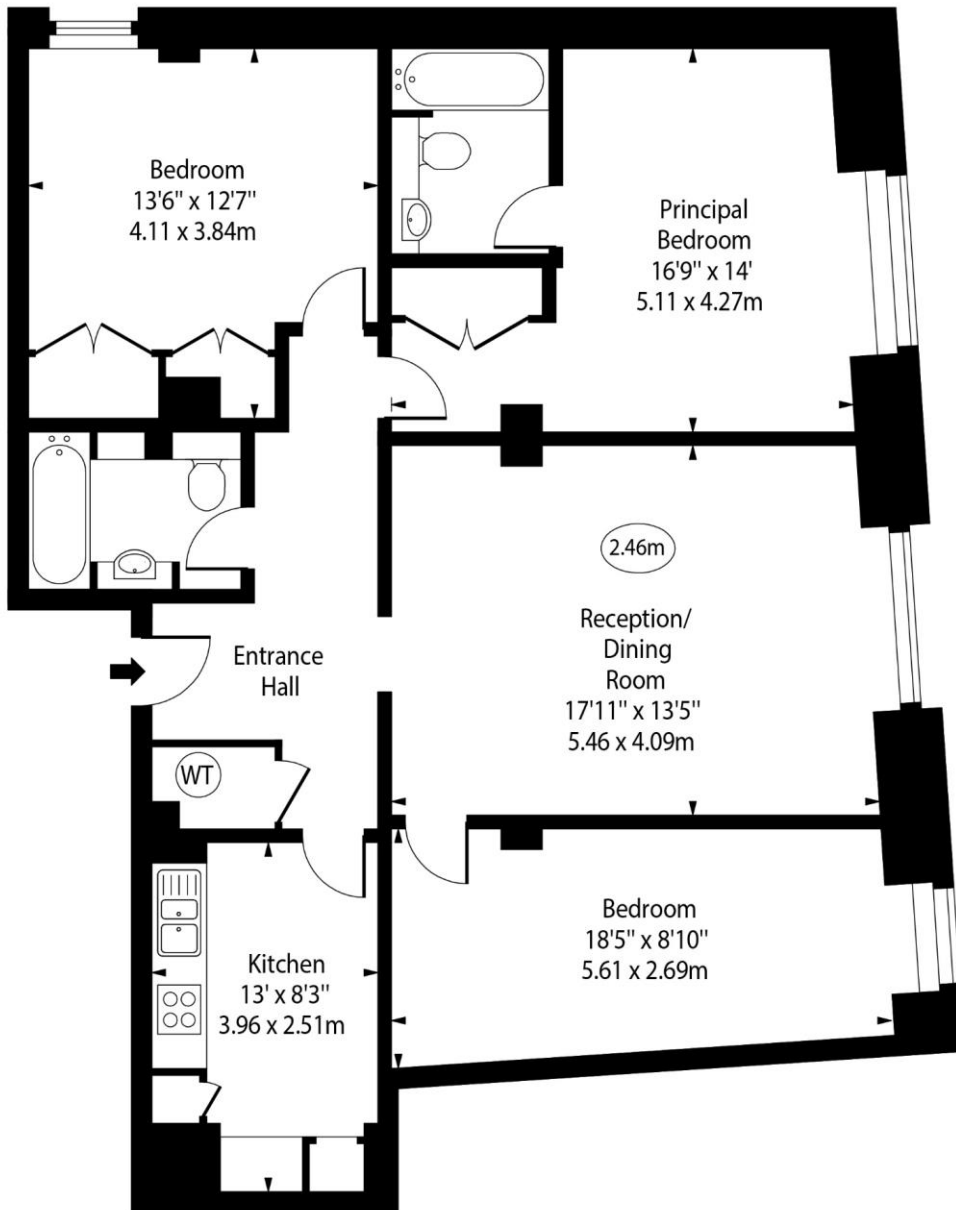 Bedroom
13'6" x 12'7"
4.11 x 3.84m
Principal
Bedroom
16'9" x 14'
5.11 x 4.27m
2.46m
Reception/
Dining
Room
17'11" x 13'5"
5.46 x 4.09m
Entrance
Hall
WT
Kitchen
13' x 8'3"
3.96 x 2.51m
Bedroom
18'5" x 8'10"
5.61 x 2.69m